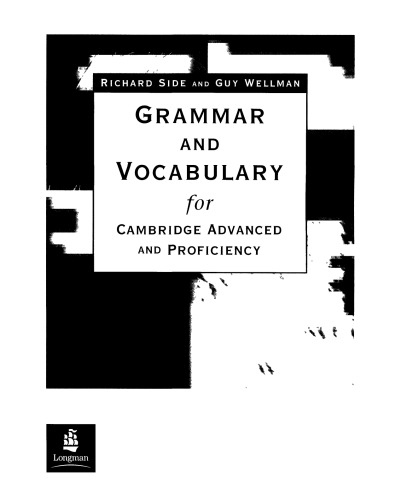 RICHARD SIDE AND GUY WELLMAN
GRAMMAR
AND
VOCABULARY
for
CAMBRIDGE ADVANCED
AND PROFICIENCY
Longman